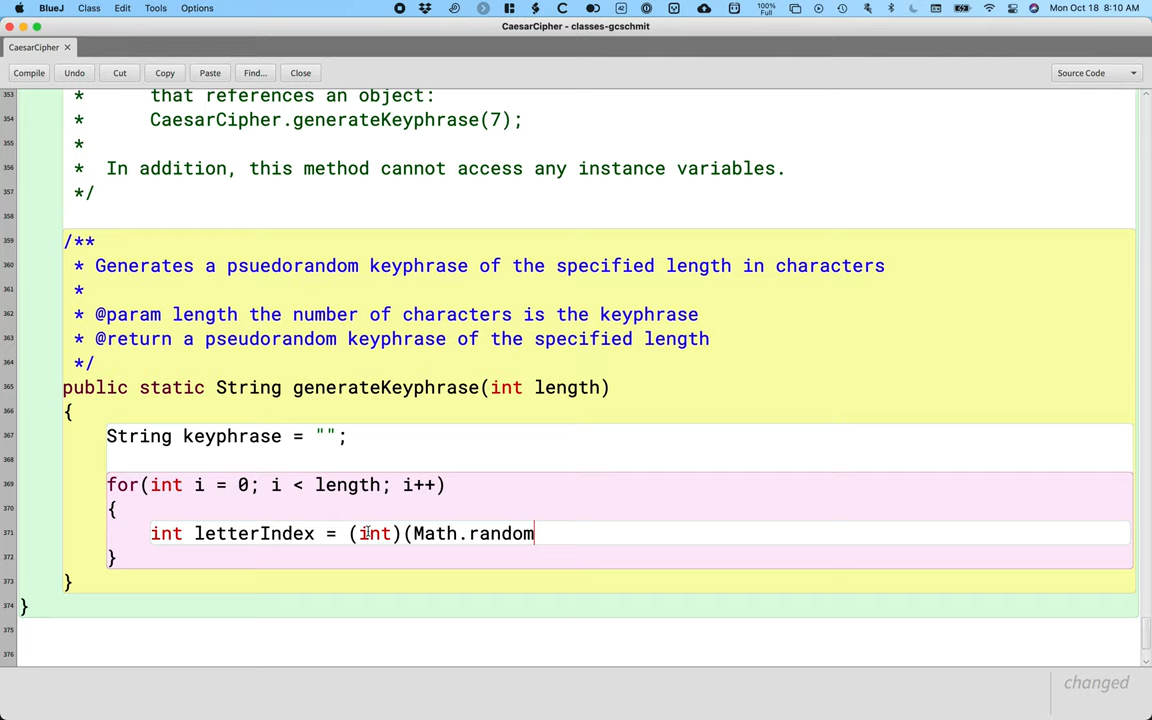 BlueJ Class Edit Tools Options 42 100% Full Mon Oct 18 8:10 AM
CaesarCipher - classes-gcschmit
CaesarCipher ×
Compile Undo Cut Copy Paste Find... Close Source Code
353 * that references an object:
354 * CaesarCipher.generateKeyphrase(7);
355 *
356 * In addition, this method cannot access any instance variables.
357 */
358
359 /**
360 * Generates a psuedorandom keyphrase of the specified length in characters
361 *
362 * @param length the number of characters is the keyphrase
363 * @return a pseudorandom keyphrase of the specified length
364 */
365 public static String generateKeyphrase(int length)
366 {
367 String keyphrase = "";
368
369 for(int i = 0; i < length; i++)
370 {
371 int letterIndex = (int)(Math.random
372 }
373 }
374 }
375
376
changed